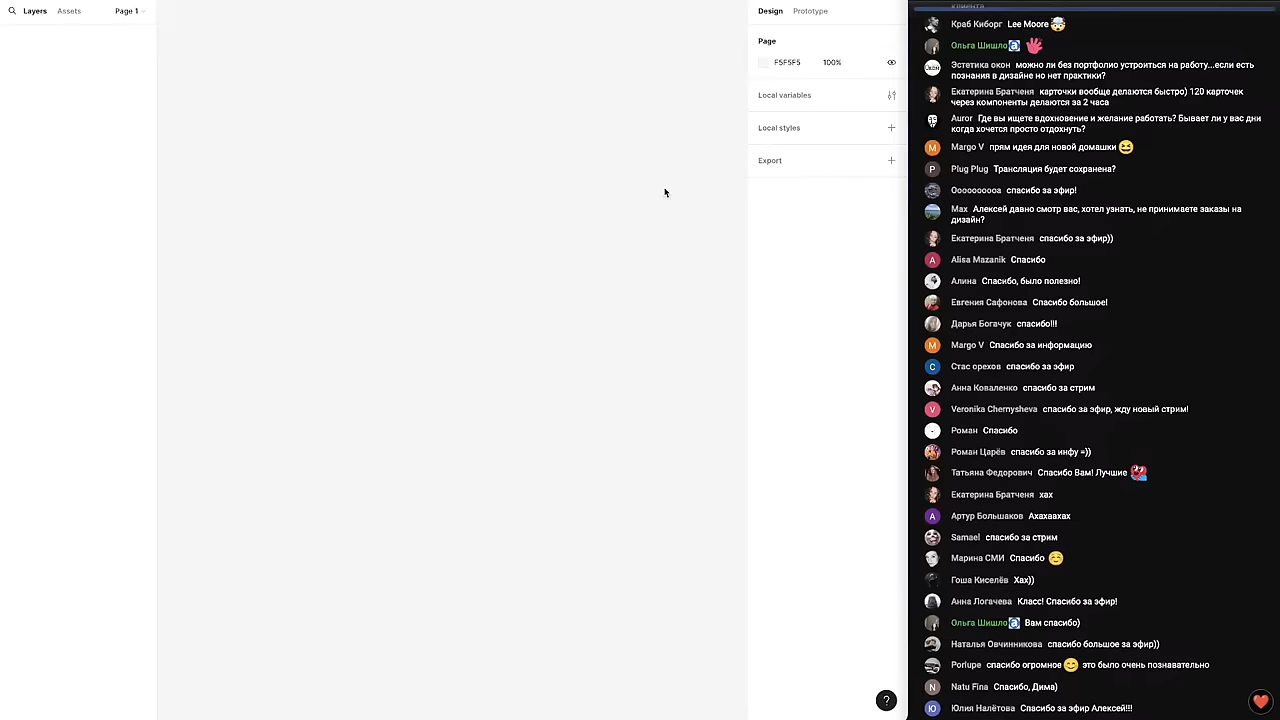 Layers Assets Page 1
Design Prototype
Page
F5F5F5 100%
Local variables
Local styles
Export
?
клиента
Краб Киборг Lee Moore 🤯
Ольга Шишло
Эстетика окон можно ли без портфолио устроиться на работу...если есть
познания в дизайне но нет практики?
Екатерина Братченя карточки вообще делаются быстро) 120 карточек
через компоненты делаются за 2 часа
Auror Где вы ищете вдохновение и желание работать? Бывает ли у вас дни
когда хочется просто отдохнуть?
M Margo V прям идея для новой домашки 😆
P Plug Plug Трансляция будет сохранена?
Oooooooooa спасибо за эфир!
Max Алексей давно смотр вас, хотел узнать, не принимаете заказы на
дизайн?
Екатерина Братченя спасибо за эфир))
A Alisa Mazanik Спасибо
Алина Спасибо, было полезно!
Евгения Сафонова Спасибо большое!
Дарья Богачук спасибо!!!
M Margo V Спасибо за информацию
С Стас орехов спасибо за эфир
Анна Коваленко спасибо за стрим
V Veronika Chernysheva спасибо за эфир, жду новый стрим!
Роман Спасибо
Роман Царёв спасибо за инфу =))
Татьяна Федорович Спасибо Вам! Лучшие
Екатерина Братченя хах
А Артур Большаков Ахахаахах
Samael спасибо за стрим
Марина СМИ Спасибо 😊
Гоша Киселёв Хах))
Анна Логачева Класс! Спасибо за эфир!
Ольга Шишло Вам спасибо)
Наталья Овчинникова спасибо большое за эфир))
Porlupe спасибо огромное 😊 это было очень познавательно
N Natu Fina Спасибо, Дима)
Ю Юлия Налётова Спасибо за эфир Алексей!!!